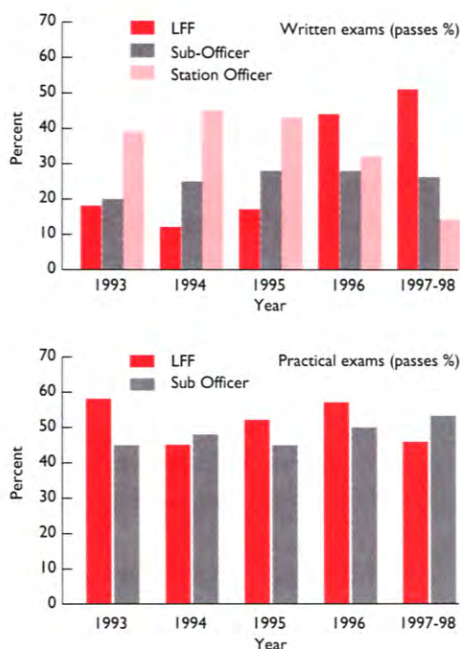 LFF
Written exams (passes %)
Sub-Officer
Station Officer
70
60
50
40
30
20
10
0
Percent
1993
1994
1995
1996
1997-98
Year
LFF
Practical exams (passes %)
Sub Officer
70
60
50
40
30
20
10
0
Percent
1993
1994
1995
1996
1997-98
Year